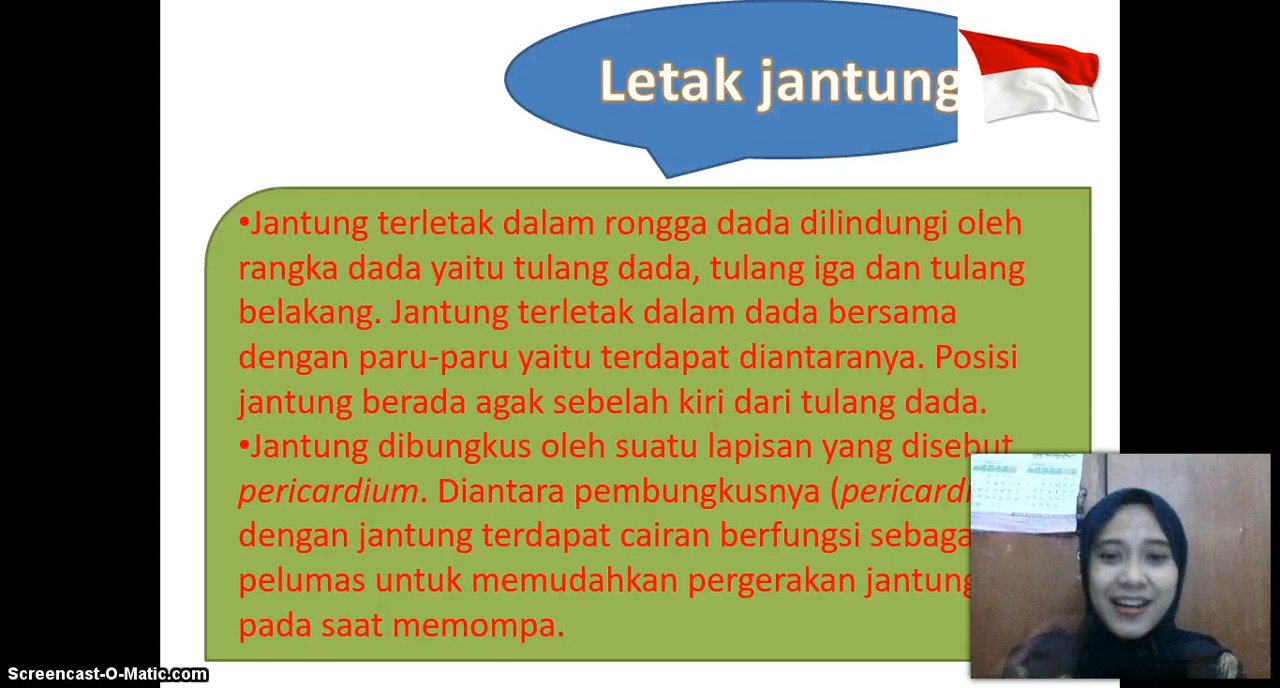 Letak jantung
•Jantung terletak dalam rongga dada dilindungi oleh
rangka dada yaitu tulang dada, tulang iga dan tulang
belakang. Jantung terletak dalam dada bersama
dengan paru-paru yaitu terdapat diantaranya. Posisi
jantung berada agak sebelah kiri dari tulang dada.
•Jantung dibungkus oleh suatu lapisan yang disebut
pericardium. Diantara pembungkusnya
dengan jantung terdapat cairan berfungsi
pelumas untuk memudahkan pergerakan jantung
pada saat memompa.
Screencast-O-Matic.com